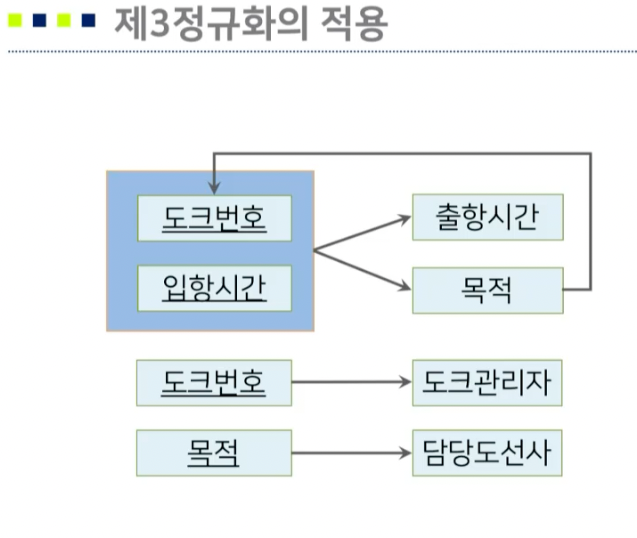 제3정규화의 적용
도크번호
출항시간
입항시간
목적
도크번호
도크관리자
목적
담당도선사